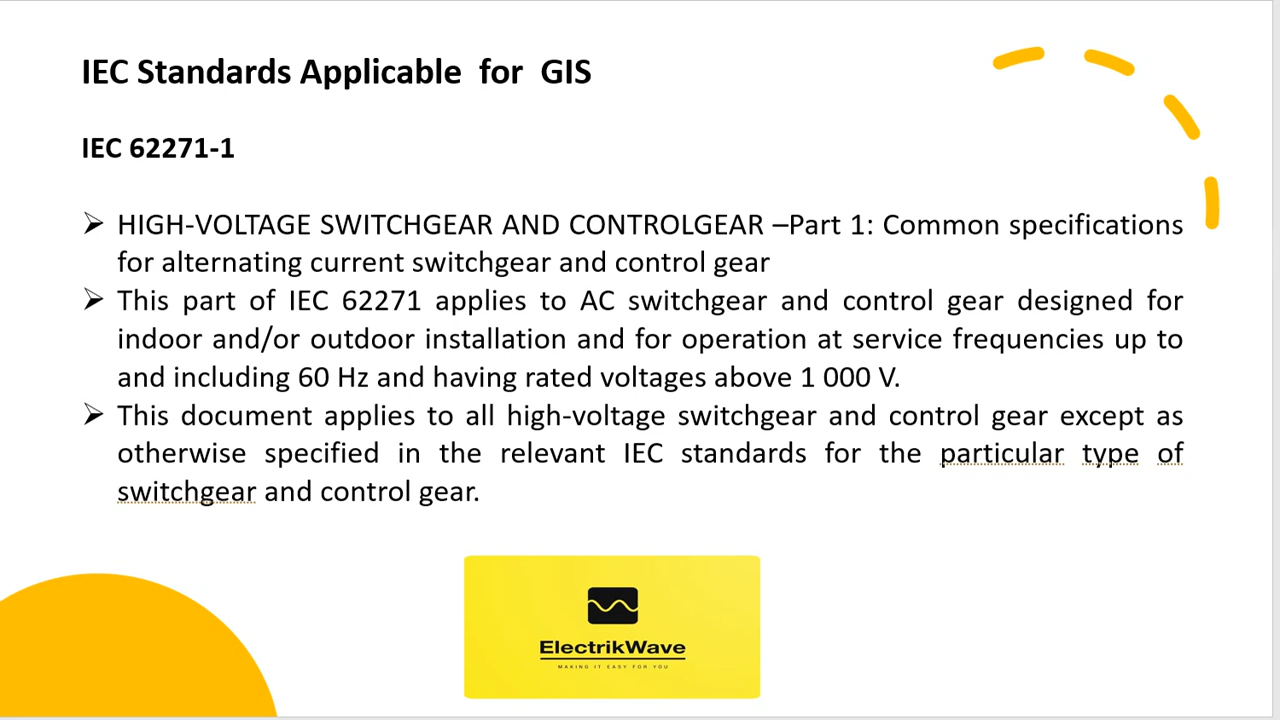 IEC Standards Applicable for GIS
IEC 62271-1
➢ HIGH-VOLTAGE SWITCHGEAR AND CONTROLGEAR –Part 1: Common specifications
for alternating current switchgear and control gear
➢ This part of IEC 62271 applies to AC switchgear and control gear designed for
indoor and/or outdoor installation and for operation at service frequencies up to
and including 60 Hz and having rated voltages above 1 000 V.
➢ This document applies to all high-voltage switchgear and control gear except as
otherwise specified in the relevant IEC standards for the particular type of
switchgear and control gear.
ElectrikWave
MAKING IT EASY FOR YOU